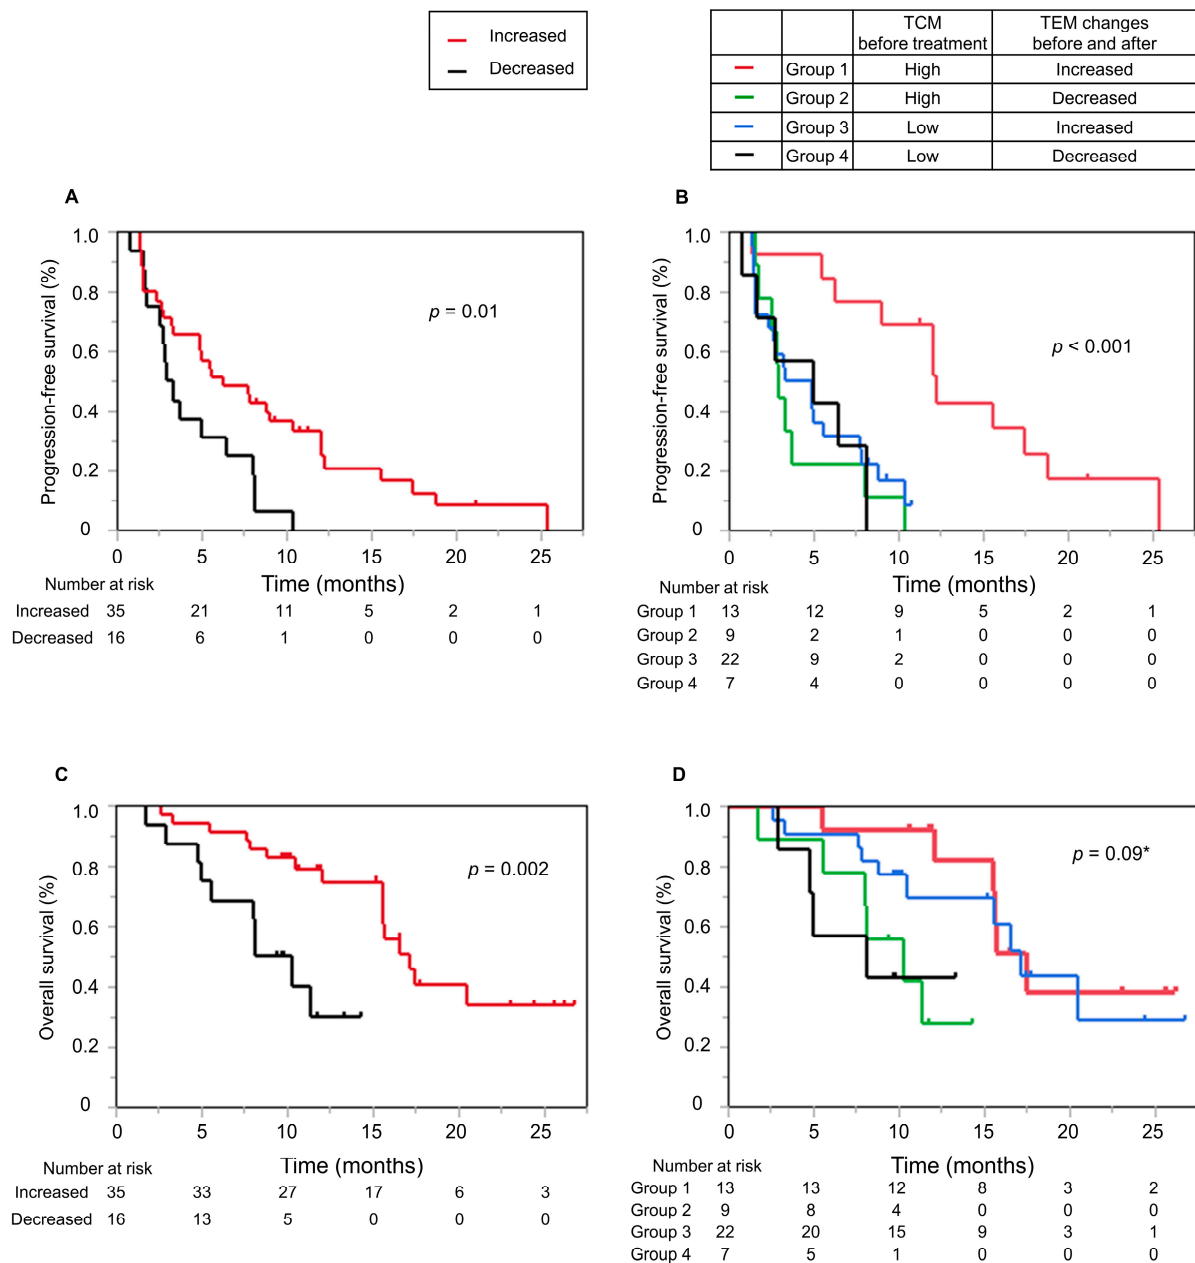 Increased
Decreased
TCM TEM changes
before treatment before and after
Group 1 High Increased
Group 2 High Decreased
Group 3 Low Increased
Group 4 Low Decreased
A
Progression-free survival (%)
1.0
0.8
0.6
0.4
0.2
0
p = 0.01
0 5 10 15 20 25
Time (months)
Number at risk
Increased 35 21 11 5 2 1
Decreased 16 6 1 0 0 0
B
Progression-free survival (%)
1.0
0.8
0.6
0.4
0.2
0
p < 0.001
0 5 10 15 20 25
Time (months)
Number at risk
Group 1 13 12 9 5 2 1
Group 2 9 2 1 0 0 0
Group 3 22 9 2 0 0 0
Group 4 7 4 0 0 0 0
C
Overall survival (%)
1.0
0.8
0.6
0.4
0.2
0
p = 0.002
0 5 10 15 20 25
Time (months)
Number at risk
Increased 35 33 27 17 6 3
Decreased 16 13 5 0 0 0
D
Overall survival (%)
1.0
0.8
0.6
0.4
0.2
0
p = 0.09*
0 5 10 15 20 25
Time (months)
Number at risk
Group 1 13 13 12 8 3 2
Group 2 9 8 4 0 0 0
Group 3 22 20 15 9 3 1
Group 4 7 5 1 0 0 0